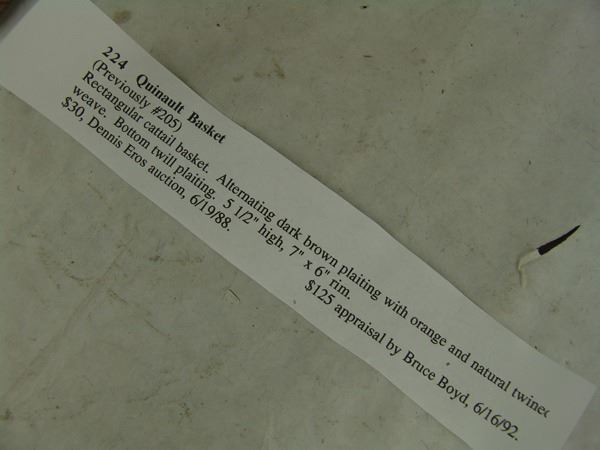 224 Quinault Basket
(Previously #205)
Rectangular cattail basket. Alternating dark brown plaiting with orange and natural twined
weave. Bottom twill plaiting. 5 1/2" high, 7" x 6" rim.
$30, Dennis Eros auction, 6/19/88. $125 appraisal by Bruce Boyd, 6/16/92.